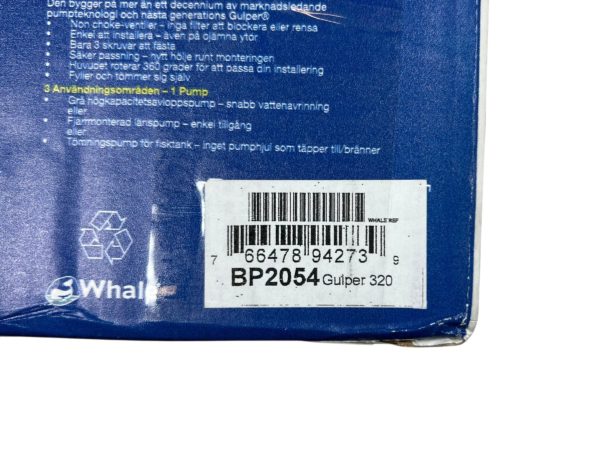 Den bygger på mer än ett decennium av marknadsledande
pumpteknologi och nästa generations Gulper®
• Non choke-ventiler – inga filter att blockera eller rensa
• Enkel att installera – även på ojämna ytor
• Bara 3 skruvar att fästa
• Säker passning – nytt hölje runt monteringen
• Huvudet roterar 360 grader för att passa din installering
• Fyller och tömmer sig själv
3 Användningsområden – 1 Pump
• Grå högkapacitetsavloppspump – snabb vattenavrinning
eller
• Fjärrmonterad länspump – enkel tillgång
eller
• Tömningspump för fisktank – inget pumphjul som täpper till/bränner
WHALE RSF
7 66478 94273 9
BP2054 Gulper 320
Whale